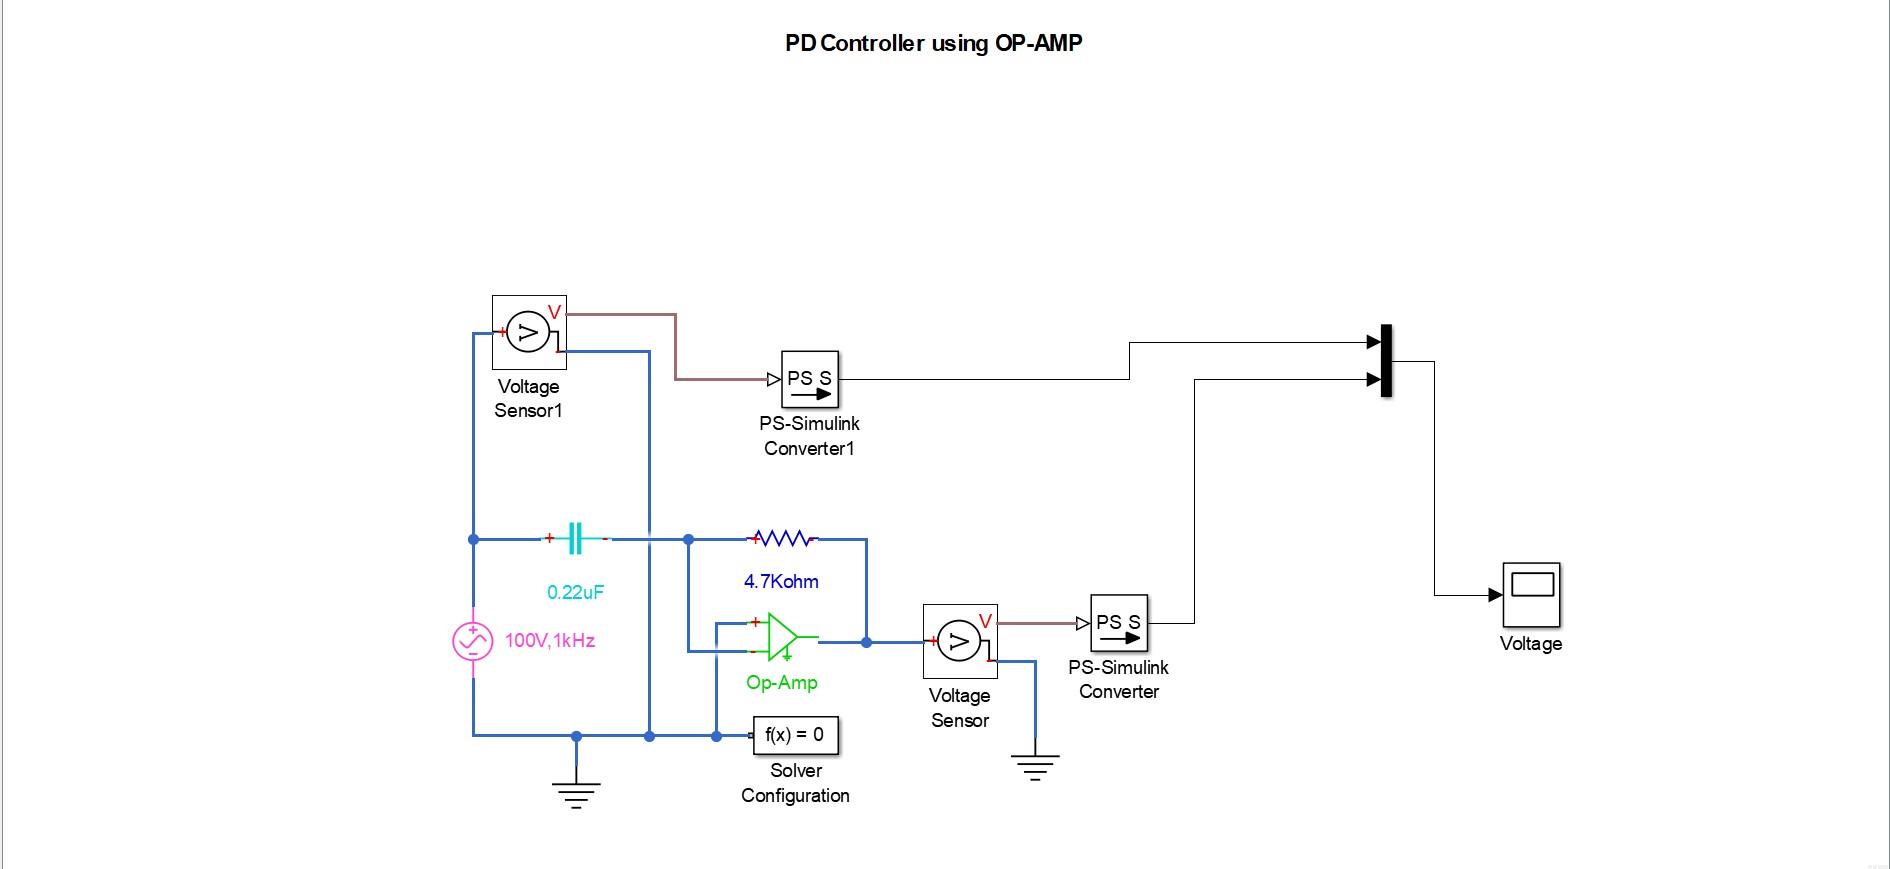 PD Controller using OP-AMP
V
+
V
-
Voltage
Sensor1
PS S
PS-Simulink
Converter1
+
-
0.22uF
+
-
4.7Kohm
100V,1kHz
+
-
Op-Amp
V
+
V
-
Voltage
Sensor
PS S
PS-Simulink
Converter
Voltage
f(x) = 0
Solver
Configuration